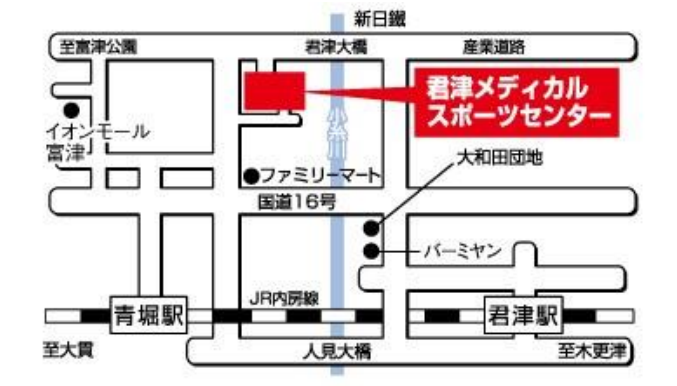 新日鐵
至富津公園
君津大橋
産業道路
君津メディカル
スポーツセンター
小糸川
イオンモール
富津
大和田団地
ファミリーマート
国道16号
バーミヤン
JR内房線
青堀駅
君津駅
至大貫
人見大橋
至木更津